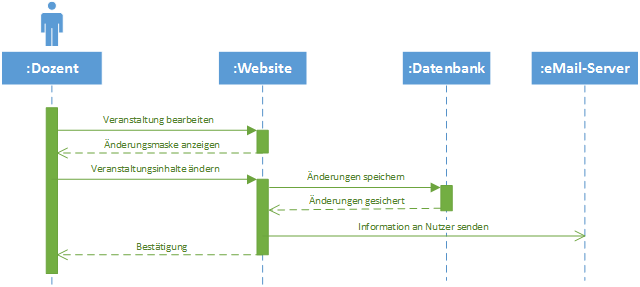 :Dozent
:Website
:Datenbank
:eMail-Server
Veranstaltung bearbeiten
Änderungsmaske anzeigen
Veranstaltungsinhalte ändern
Änderungen speichern
Änderungen gesichert
Information an Nutzer senden
Bestätigung